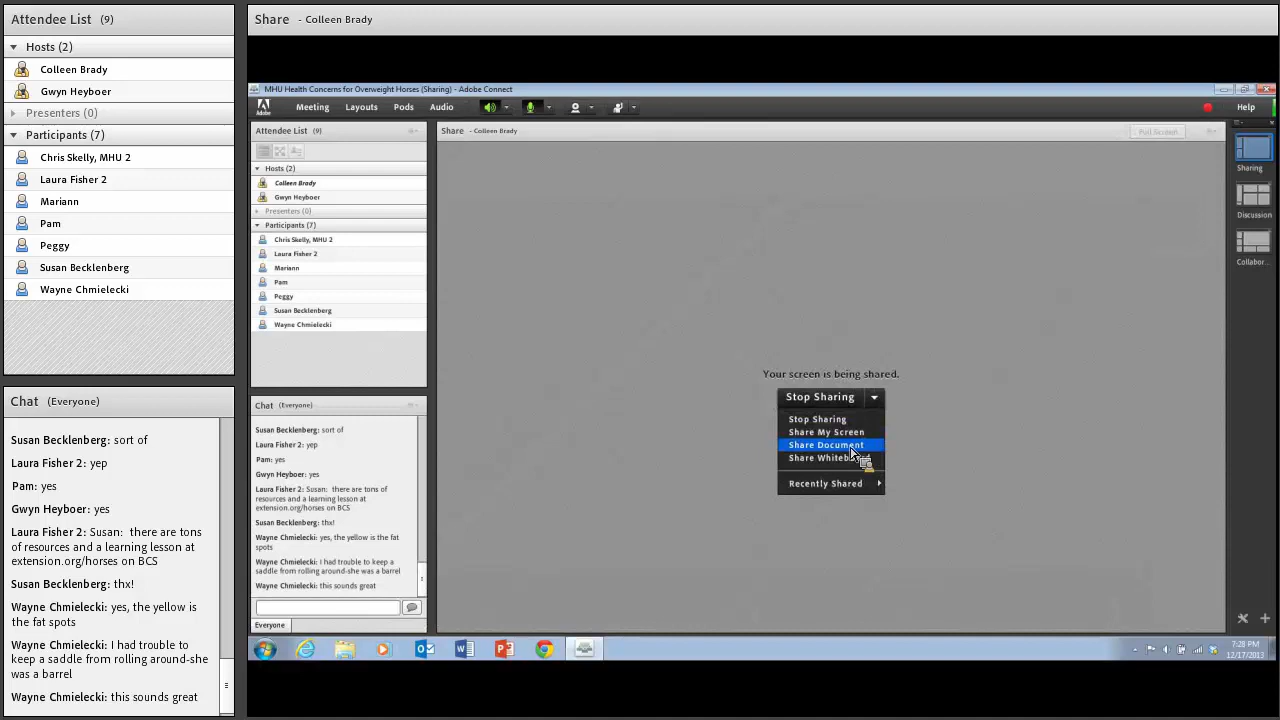 Attendee List (9)
Hosts (2)
Colleen Brady
Gwyn Heyboer
Presenters (0)
Participants (7)
Chris Skelly, MHU 2
Laura Fisher 2
Mariann
Pam
Peggy
Susan Becklenberg
Wayne Chmielecki
Chat (Everyone)
Susan Becklenberg: sort of
Laura Fisher 2: yep
Pam: yes
Gwyn Heyboer: yes
Laura Fisher 2: Susan: there are tons
of resources and a learning lesson at
extension.org/horses on BCS
Susan Becklenberg: thx!
Wayne Chmielecki: yes, the yellow is
the fat spots
Wayne Chmielecki: I had trouble to
keep a saddle from rolling around-she
was a barrel
Wayne Chmielecki: this sounds great
Share - Colleen Brady
MHU Health Concerns for Overweight Horses (Sharing) - Adobe Connect
Adobe
Meeting Layouts Pods Audio Help
Attendee List (9)
Hosts (2)
Colleen Brady
Gwyn Heyboer
Presenters (0)
Participants (7)
Chris Skelly, MHU 2
Laura Fisher 2
Mariann
Pam
Peggy
Susan Becklenberg
Wayne Chmielecki
Chat (Everyone)
Susan Becklenberg: sort of
Laura Fisher 2: yep
Pam: yes
Gwyn Heyboer: yes
Laura Fisher 2: Susan: there are tons of
resources and a learning lesson at
extension.org/horses on BCS
Susan Becklenberg: thx!
Wayne Chmielecki: yes, the yellow is the fat
spots
Wayne Chmielecki: I had trouble to keep a
saddle from rolling around-she was a barrel
Wayne Chmielecki: this sounds great
Everyone
Share - Colleen Brady
Full Screen
Your screen is being shared.
Stop Sharing
Stop Sharing
Share My Screen
Share Document
Share Whiteb
Recently Shared
Sharing
Discussion
Collabor...
7:28 PM
12/17/2013